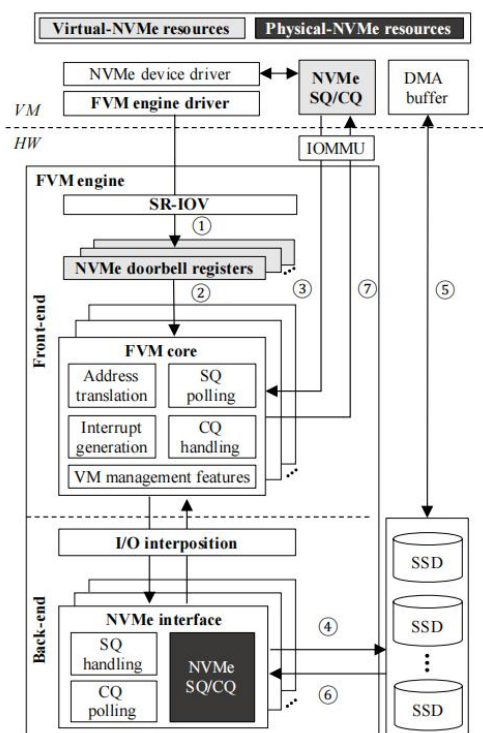 Virtual-NVMe resources
Physical-NVMe resources
NVMe device driver
FVM engine driver
NVMe
SQ/CQ
DMA
buffer
VM
HW
IOMMU
FVM engine
SR-IOV
①
NVMe doorbell registers
②
③
⑦
⑤
Front-end
FVM core
Address
translation
SQ
polling
Interrupt
generation
CQ
handling
VM management features
I/O interposition
Back-end
NVMe interface
SQ
handling
CQ
polling
NVMe
SQ/CQ
④
⑥
SSD
SSD
SSD